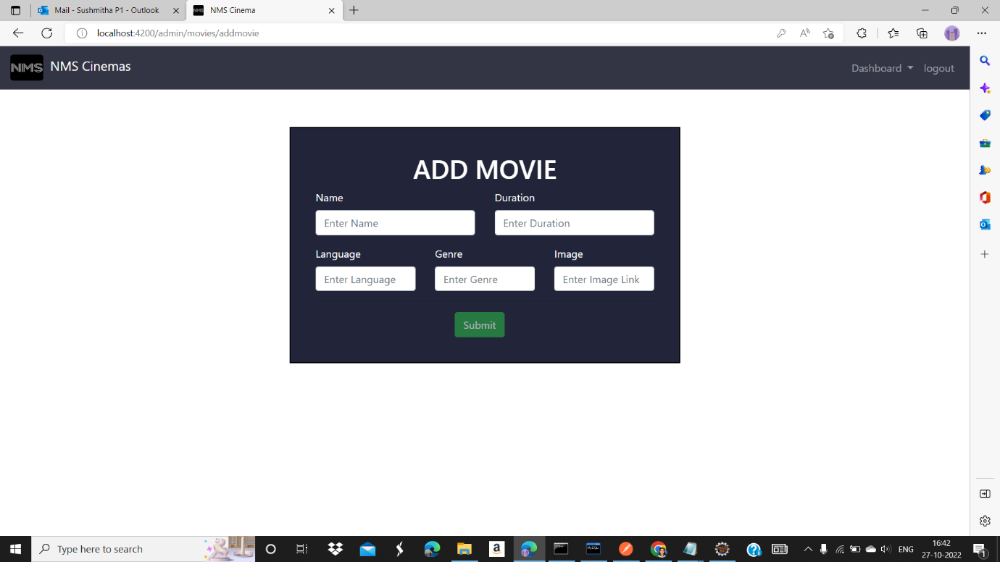 Mail - Sushmitha P1 - Outlook
NMS NMS Cinema
localhost:4200/admin/movies/addmovie
NMS NMS Cinemas
Dashboard logout
ADD MOVIE
Name Duration
Enter Name Enter Duration
Language Genre Image
Enter Language Enter Genre Enter Image Link
Submit
Type here to search
ENG
16:42
27-10-2022
1